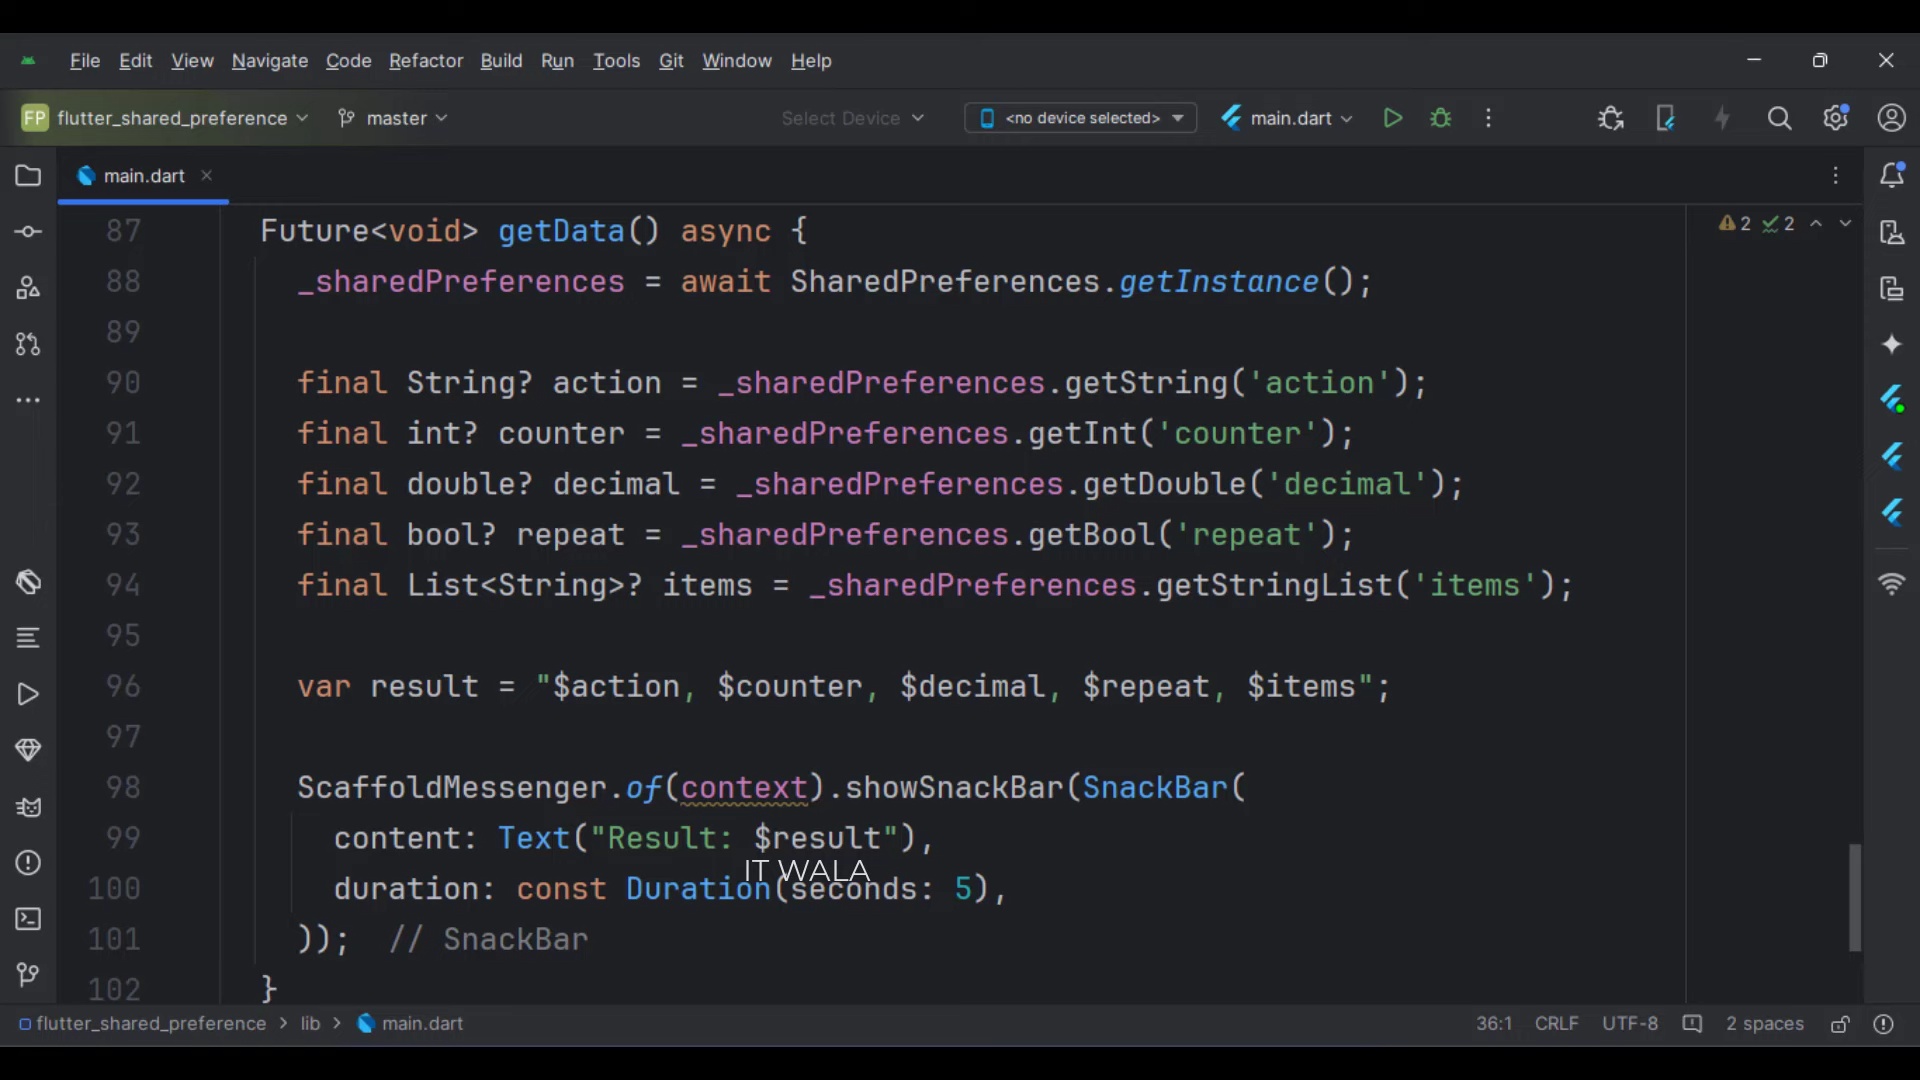 File Edit View Navigate Code Refactor Build Run Tools Git Window Help
FP flutter_shared_preference master Select Device <no device selected> main.dart
main.dart
87 Future<void> getData() async { 2 2
88 _sharedPreferences = await SharedPreferences.getInstance();
89
90 final String? action = _sharedPreferences.getString('action');
91 final int? counter = _sharedPreferences.getInt('counter');
92 final double? decimal = _sharedPreferences.getDouble('decimal');
93 final bool? repeat = _sharedPreferences.getBool('repeat');
94 final List<String>? items = _sharedPreferences.getStringList('items');
95
96 var result = "$action, $counter, $decimal, $repeat, $items";
97
98 ScaffoldMessenger.of(context).showSnackBar(SnackBar(
99 content: Text("Result: $result"),
IT WALA
100 duration: const Duration(seconds: 5),
101 )); // SnackBar
102 }
flutter_shared_preference > lib > main.dart 36:1 CRLF UTF-8 2 spaces